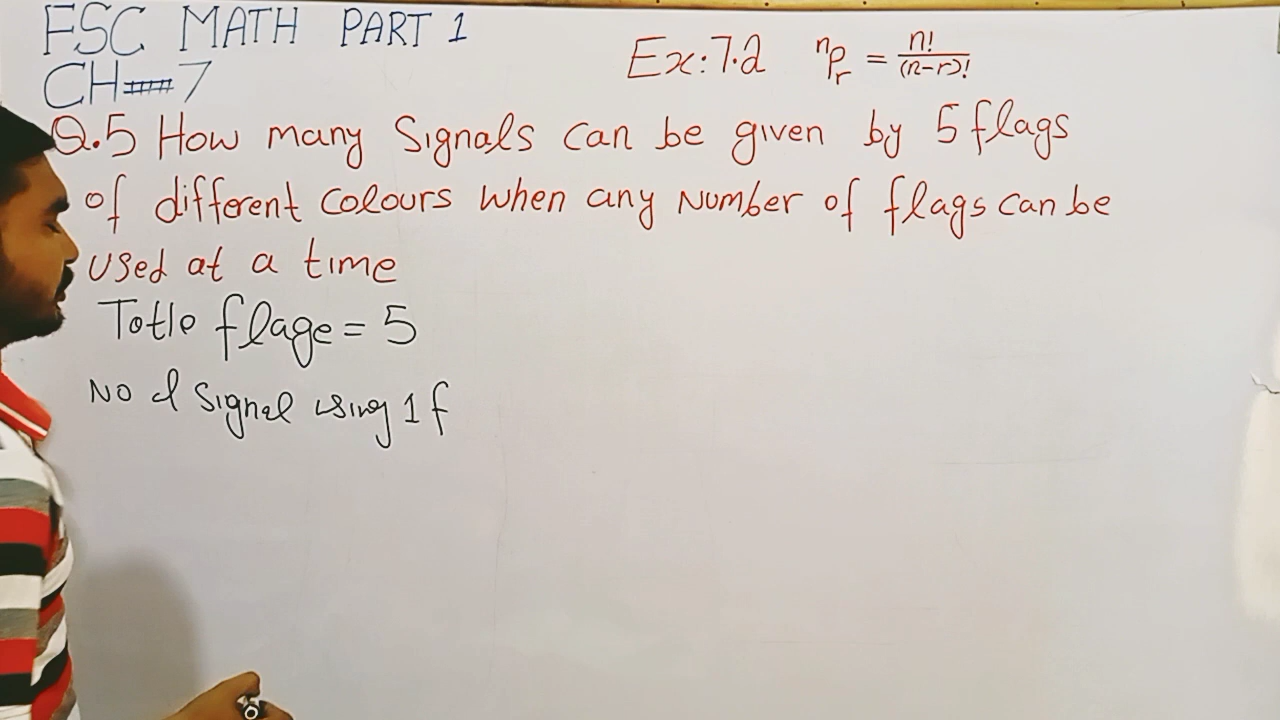 FSC MATH PART 1
CH # 7
Ex: 7.2 ⁿPᵣ = n!/(n-r)!
Q.5 How many Signals can be given by 5 flags
of different colours when any Number of flags can be
used at a time
Totle flage = 5
No of Signal using 1 f